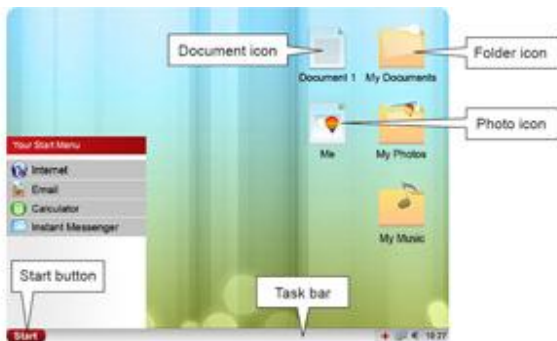 Document icon
Folder icon
Document 1 My Documents
Photo icon
Your Start Menu
Me My Photos
Internet
Email
Calculator
Instant Messenger
My Music
Start button
Task bar
Start